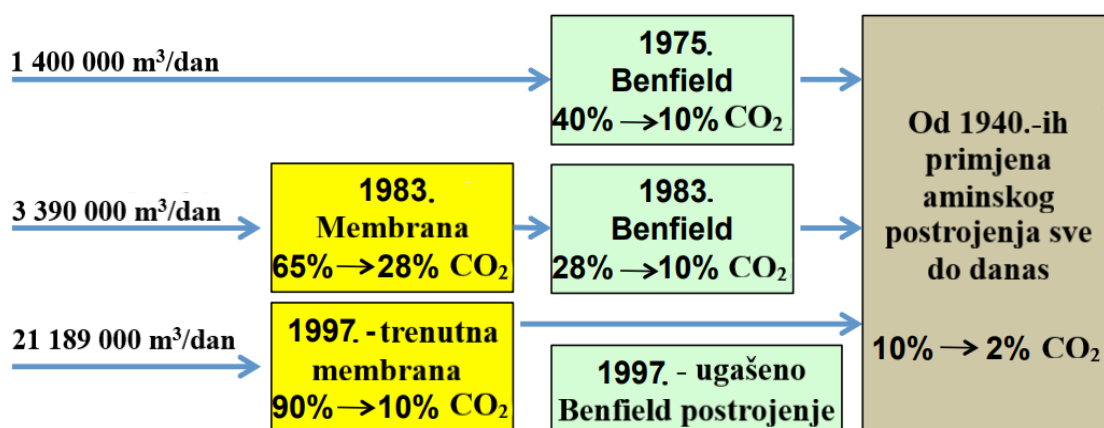 1 400 000 m³/dan
1975.
Benfield
40% →10% CO₂
3 390 000 m³/dan
1983.
Membrana
65%→28% CO₂
1983.
Benfield
28%→10% CO₂
21 189 000 m³/dan
1997. -trenutna
membrana
90%→10% CO₂
1997. - ugašeno
Benfield postrojenje
Od 1940.-ih
primjena
aminskog
postrojenja sve
do danas
10%→ 2% CO₂